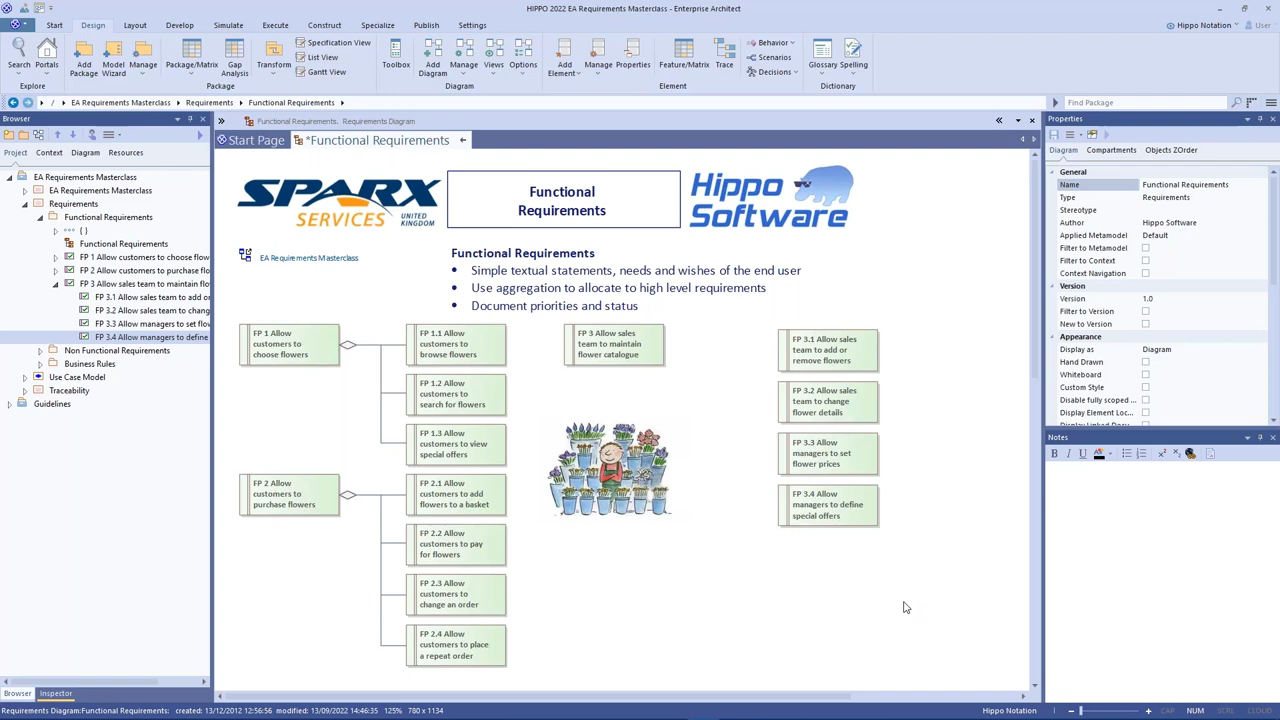 HIPPO 2022 EA Requirements Masterclass - Enterprise Architect
Start Design Layout Develop Simulate Execute Construct Specialize Publish Settings Hippo Notation User
Search Portals Add Package Model Wizard Manage Package/Matrix Gap Analysis Transform Specification View List View Gantt View Toolbox Add Diagram Manage Views Options Add Element Manage Properties Feature/Matrix Trace Behavior Scenarios Decisions Glossary Spelling
Explore Package Diagram Element Dictionary
/ EA Requirements Masterclass Requirements Functional Requirements Find Package
Browser
Project Context Diagram Resources
EA Requirements Masterclass
EA Requirements Masterclass
Requirements
Functional Requirements
{ }
Functional Requirements
FP 1 Allow customers to choose flow
FP 2 Allow customers to purchase flo
FP 3 Allow sales team to maintain flo
FP 3.1 Allow sales team to add or
FP 3.2 Allow sales team to chang
FP 3.3 Allow managers to set flow
FP 3.4 Allow managers to define
Non Functional Requirements
Business Rules
Use Case Model
Traceability
Guidelines
Browser Inspector
Functional Requirements. Requirements Diagram
Start Page *Functional Requirements
SPARX
SERVICES UNITED
KINGDOM
Functional
Requirements
Hippo
Software
EA Requirements Masterclass
Functional Requirements
• Simple textual statements, needs and wishes of the end user
• Use aggregation to allocate to high level requirements
• Document priorities and status
FP 1 Allow
customers to
choose flowers
FP 1.1 Allow
customers to
browse flowers
FP 1.2 Allow
customers to
search for flowers
FP 1.3 Allow
customers to view
special offers
FP 2 Allow
customers to
purchase flowers
FP 2.1 Allow
customers to add
flowers to a basket
FP 2.2 Allow
customers to pay
for flowers
FP 2.3 Allow
customers to
change an order
FP 2.4 Allow
customers to place
a repeat order
FP 3 Allow sales
team to maintain
flower catalogue
FP 3.1 Allow sales
team to add or
remove flowers
FP 3.2 Allow sales
team to change
flower details
FP 3.3 Allow
managers to set
flower prices
FP 3.4 Allow
managers to define
special offers
Properties
Diagram Compartments Objects ZOrder
General
Name Functional Requirements
Type Requirements
Stereotype
Author Hippo Software
Applied Metamodel Default
Filter to Metamodel
Filter to Context
Context Navigation
Version
Version 1.0
Filter to Version
New to Version
Appearance
Display as Diagram
Hand Drawn
Whiteboard
Custom Style
Disable fully scoped ...
Display Element Loc...
Notes
B I U A
Requirements Diagram:Functional Requirements: created: 13/12/2012 12:56:56 modified: 13/09/2022 14:46:35 125% 780 x 1134 Hippo Notation CAP NUM SCRL CLOUD